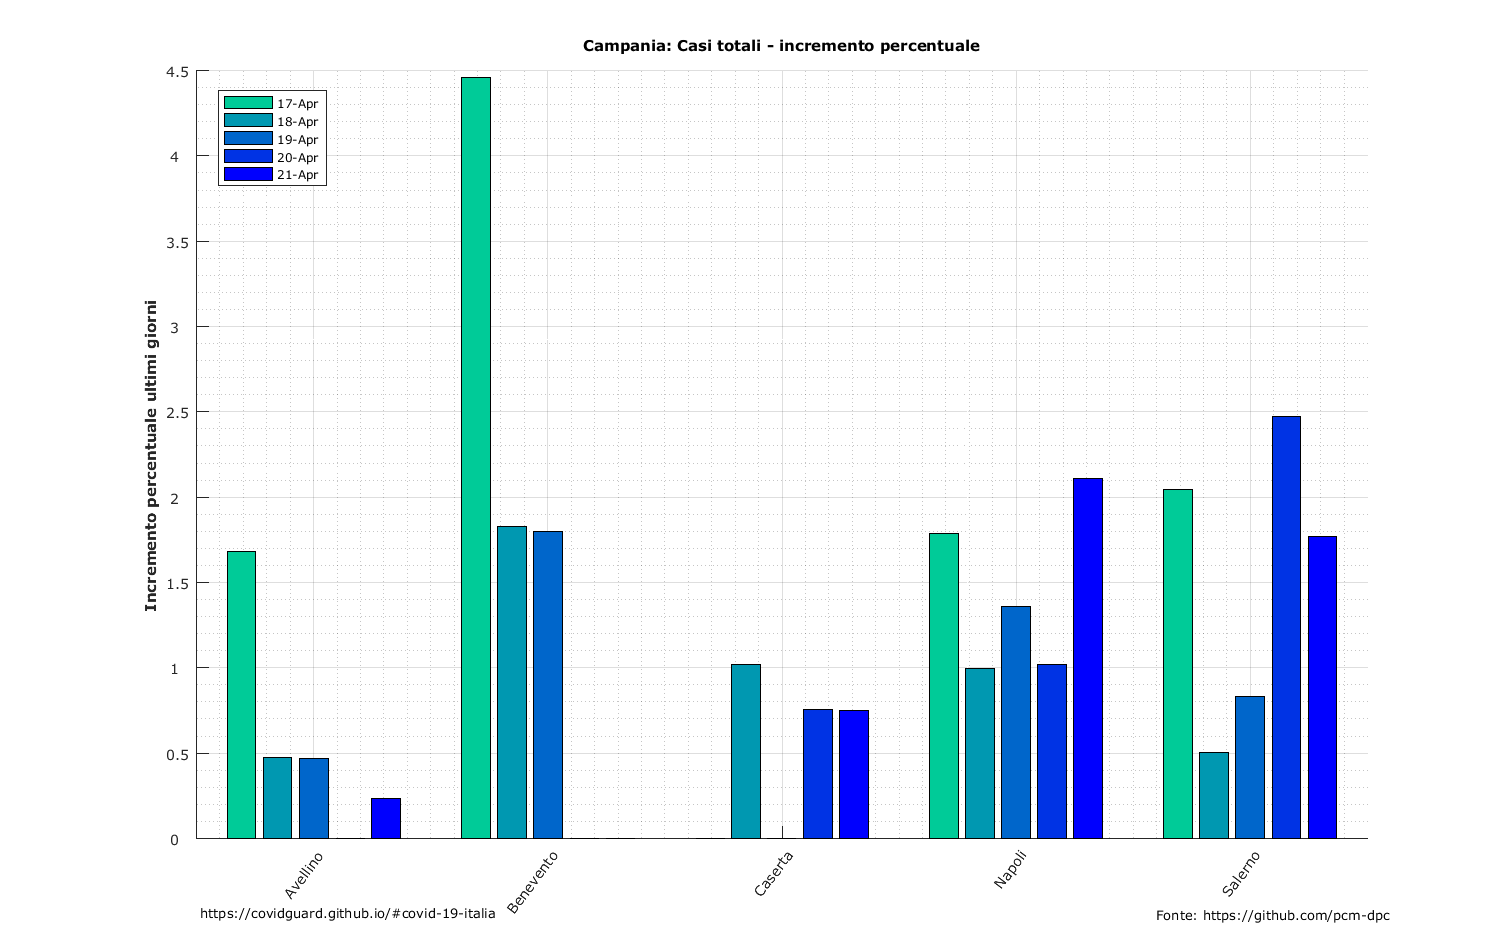 Campania: Casi totali - incremento percentuale
4.5
4
3.5
3
2.5
2
1.5
1
0.5
0
Incremento percentuale ultimi giorni
17-Apr
18-Apr
19-Apr
20-Apr
21-Apr
Avellino
Benevento
Caserta
Napoli
Salerno
https://covidguard.github.io/#covid-19-italia
Fonte: https://github.com/pcm-dpc